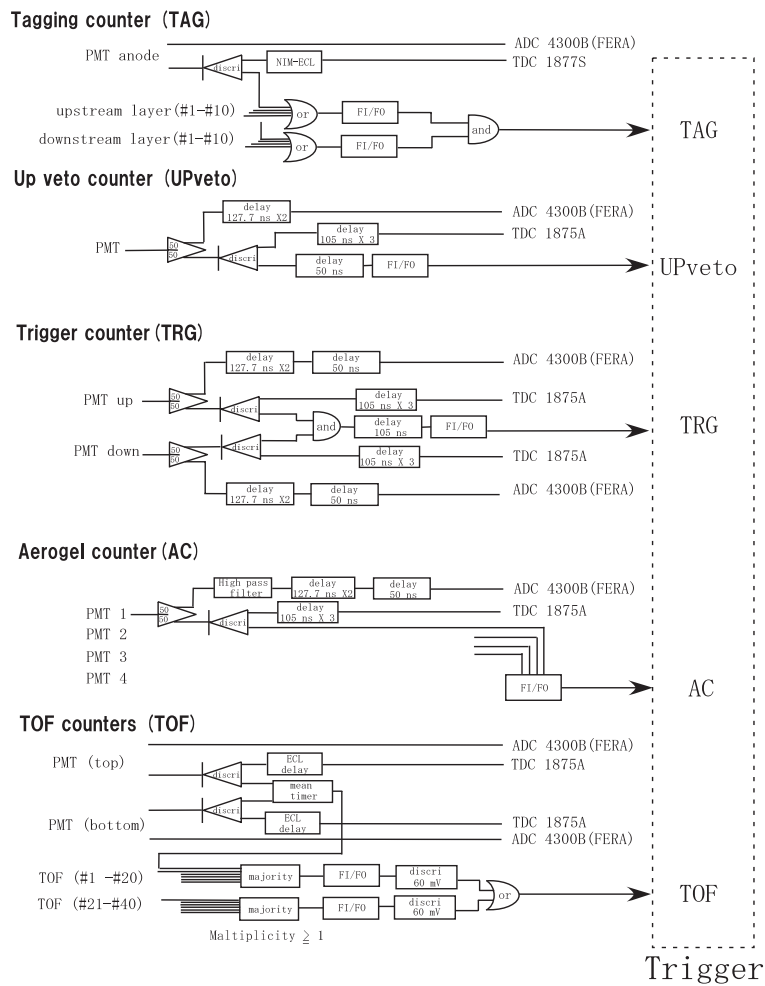 Tagging counter (TAG)
ADC 4300B(FERA)
PMT anode
discri
NIM-ECL
TDC 1877S
upstream layer(#1-#10)
or
FI/FO
and
TAG
downstream layer(#1-#10)
or
FI/FO
Up veto counter (UPveto)
delay
127.7 ns X2
ADC 4300B(FERA)
PMT
50
50
discri
delay
105 ns X 3
TDC 1875A
delay
50 ns
FI/FO
UPveto
Trigger counter(TRG)
delay
127.7 ns X2
delay
50 ns
ADC 4300B(FERA)
PMT up
50
50
discri
delay
105 ns X 3
TDC 1875A
and
delay
105 ns
FI/FO
TRG
PMT down
50
50
discri
delay
105 ns X 3
TDC 1875A
delay
127.7 ns X2
delay
50 ns
ADC 4300B(FERA)
Aerogel counter(AC)
High pass
filter
delay
127.7 ns X2
delay
50 ns
ADC 4300B(FERA)
PMT 1
50
50
discri
delay
105 ns X 3
TDC 1875A
PMT 2
PMT 3
PMT 4
FI/FO
AC
TOF counters (TOF)
ADC 4300B(FERA)
PMT (top)
discri
ECL
delay
TDC 1875A
mean
timer
discri
PMT (bottom)
ECL
delay
TDC 1875A
ADC 4300B(FERA)
TOF (#1 -#20)
majority
FI/FO
discri
60 mV
or
TOF
TOF (#21-#40)
majority
FI/FO
discri
60 mV
Maltiplicity ≥ 1
Trigger